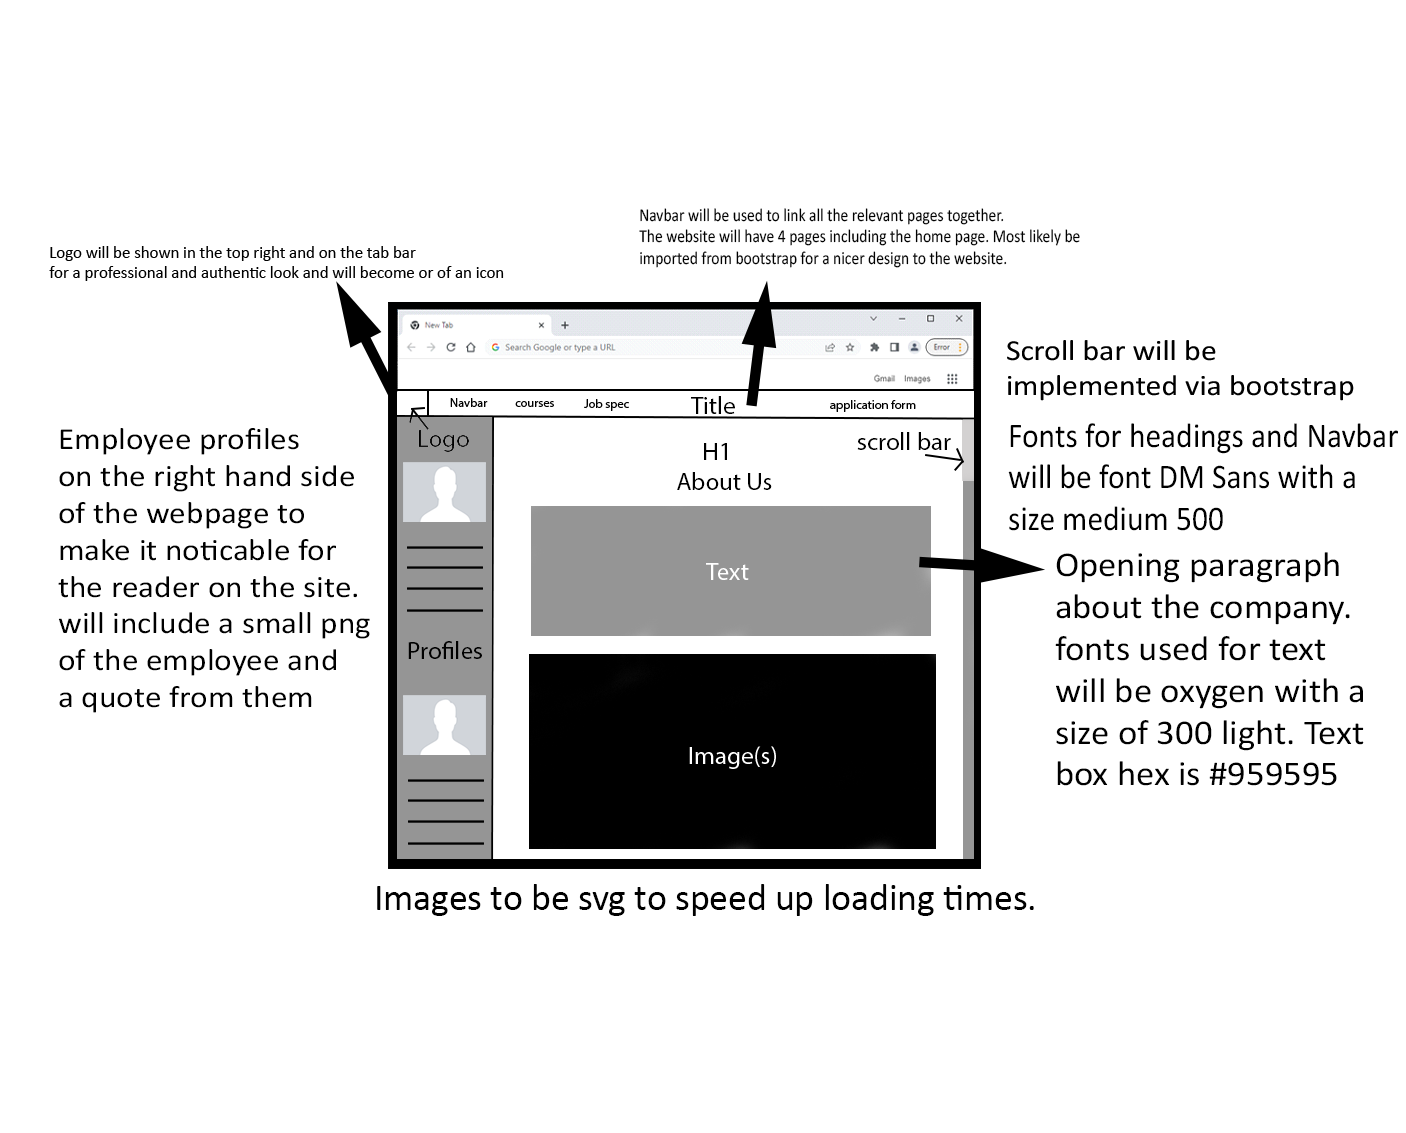 Navbar will be used to link all the relevant pages together.
The website will have 4 pages including the home page. Most likely be
imported from bootstrap for a nicer design to the website.
Logo will be shown in the top right and on the tab bar
for a professional and authentic look and will become or of an icon
New Tab
Search Google or type a URL
Error
Gmail Images
Navbar courses Job spec Title application form
Logo
Profiles
H1
About Us
scroll bar
Text
Image(s)
Employee profiles
on the right hand side
of the webpage to
make it noticable for
the reader on the site.
will include a small png
of the employee and
a quote from them
Scroll bar will be
implemented via bootstrap
Fonts for headings and Navbar
will be font DM Sans with a
size medium 500
Opening paragraph
about the company.
fonts used for text
will be oxygen with a
size of 300 light. Text
box hex is #959595
Images to be svg to speed up loading times.